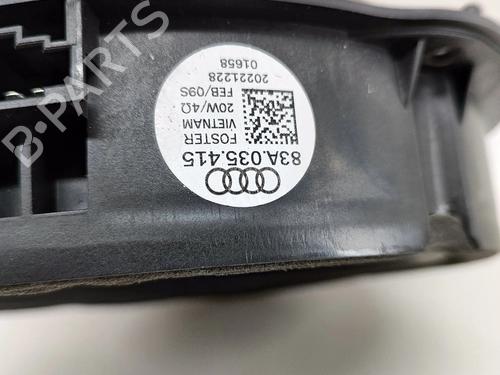 83A.035.415
FOSTER
VIETNAM
20W/4Ω
FEB/09S
20221228
01658
B-PARTS